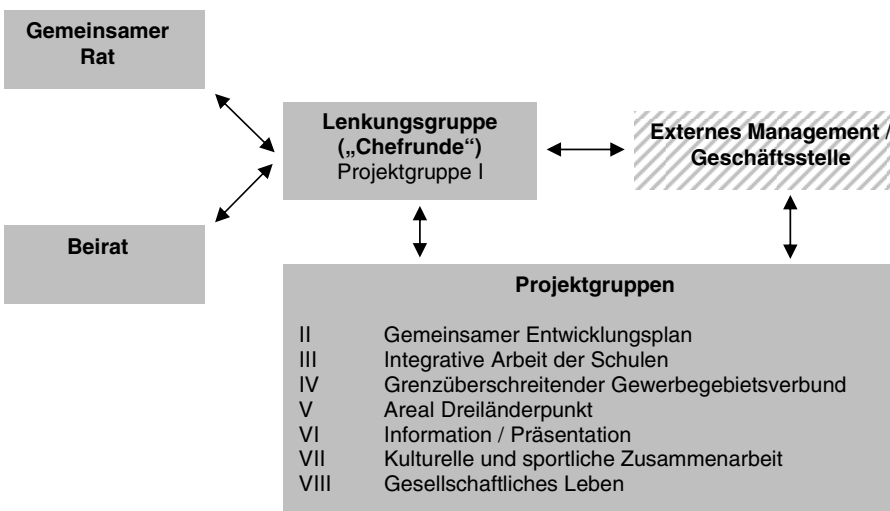 Gemeinsamer
Rat
Lenkungsgruppe
(„Chefrunde“)
Projektgruppe I
Externes Management /
Geschäftsstelle
Beirat
Projektgruppen
II Gemeinsamer Entwicklungsplan
III Integrative Arbeit der Schulen
IV Grenzüberschreitender Gewerbegebietsverbund
V Areal Dreiländerpunkt
VI Information / Präsentation
VII Kulturelle und sportliche Zusammenarbeit
VIII Gesellschaftliches Leben